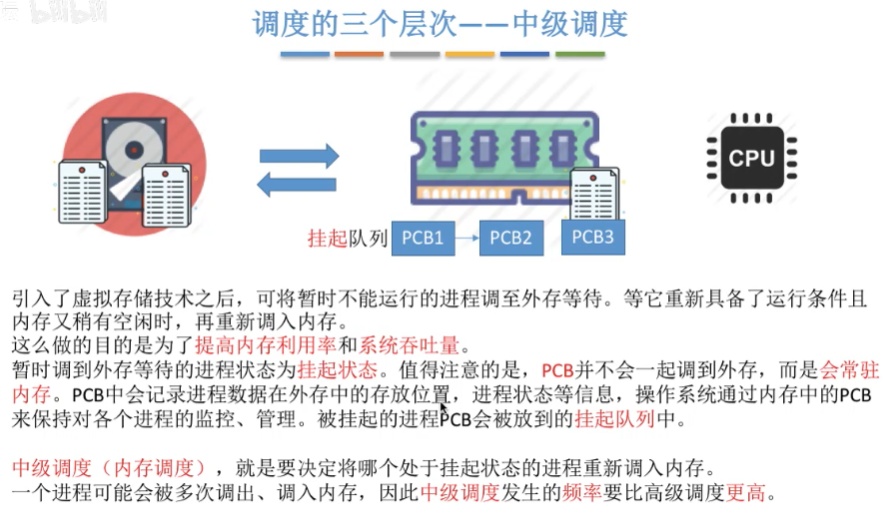 bilibili
调度的三个层次——中级调度
CPU
挂起队列 PCB1 PCB2 PCB3
引入了虚拟存储技术之后，可将暂时不能运行的进程调至外存等待。等它重新具备了运行条件且
内存又稍有空闲时，再重新调入内存。
这么做的目的是为了提高内存利用率和系统吞吐量。
暂时调到外存等待的进程状态为挂起状态。值得注意的是，PCB并不会一起调到外存，而是会常驻
内存。PCB中会记录进程数据在外存中的存放位置，进程状态等信息，操作系统通过内存中的PCB
来保持对各个进程的监控、管理。被挂起的进程PCB会被放到的挂起队列中。
中级调度（内存调度），就是要决定将哪个处于挂起状态的进程重新调入内存。
一个进程可能会被多次调出、调入内存，因此中级调度发生的频率要比高级调度更高。